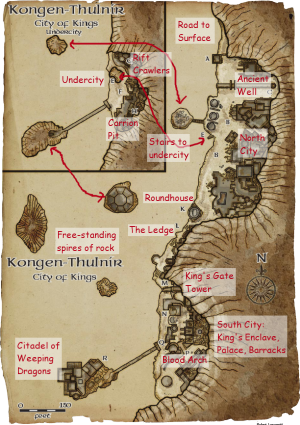 Kongen-Thulnir
City of Kings
Undercity
Road to
Surface
A
Rift
Crawlers
Undercity
F
Ancient
Well
C
Carrion
Pit
Stairs to
undercity
E
B
North
City
B
Roundhouse
K
Free-standing
spires of rock
The Ledge
L
Kongen-Thulnir
City of Kings
King's Gate
Tower
N
M
N
South City:
King's Enclave,
Palace, Barracks
Citadel of
Weeping
Dragons
R
Q
P
Blood Arch
0 150
feet